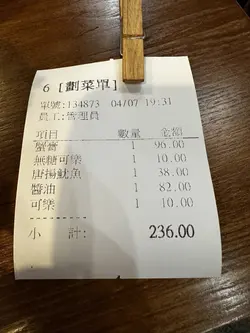 6 [劃菜單]
單號:134873 04/07 19:31
員工:管理員
項目 數量 金額
蟹膏 1 96.00
無糖可樂 1 10.00
唐揚魷魚 1 38.00
醬油 1 82.00
可樂 1 10.00
小 計: 236.00